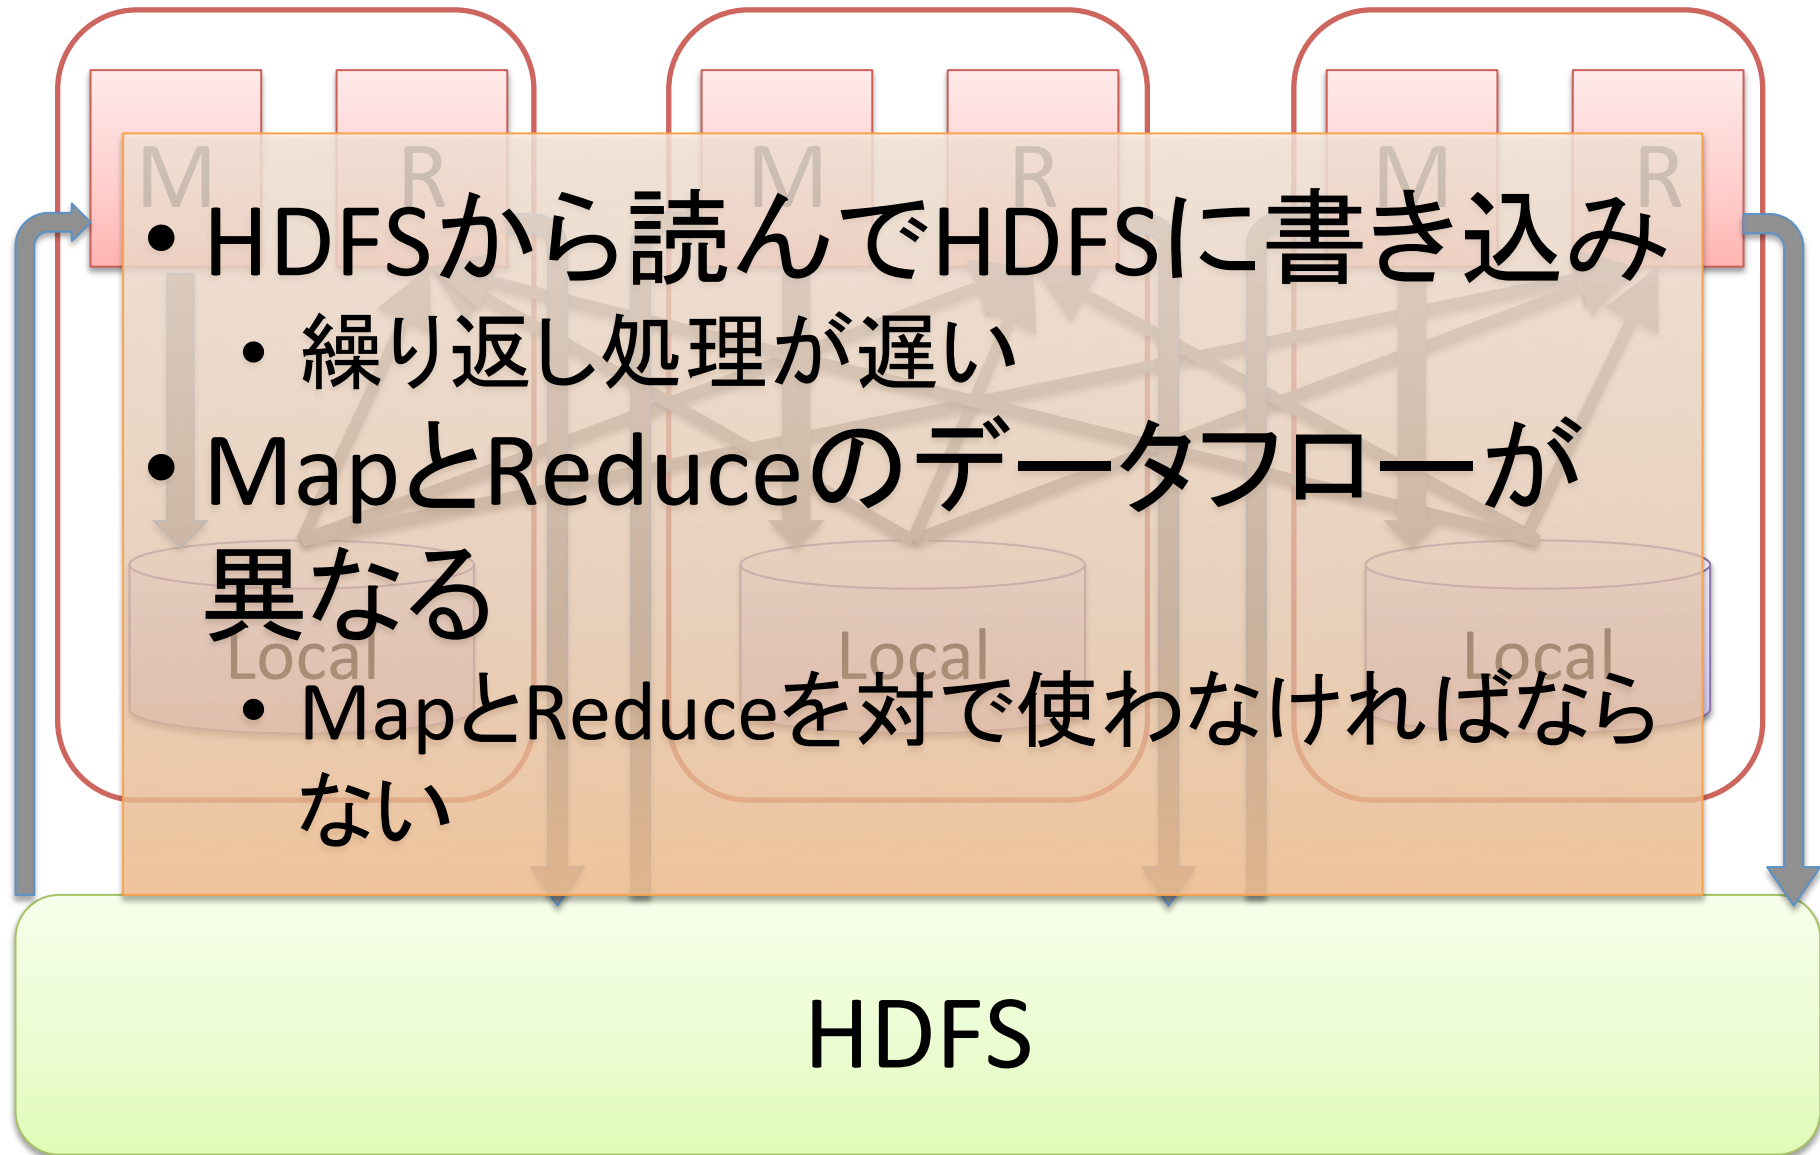 M R M R M R
• HDFSから読んでHDFSに書き込み
• 繰り返し処理が遅い
• MapとReduceのデータフローが
異なる
Local Local Local
• MapとReduceを対で使わなければなら
ない
HDFS